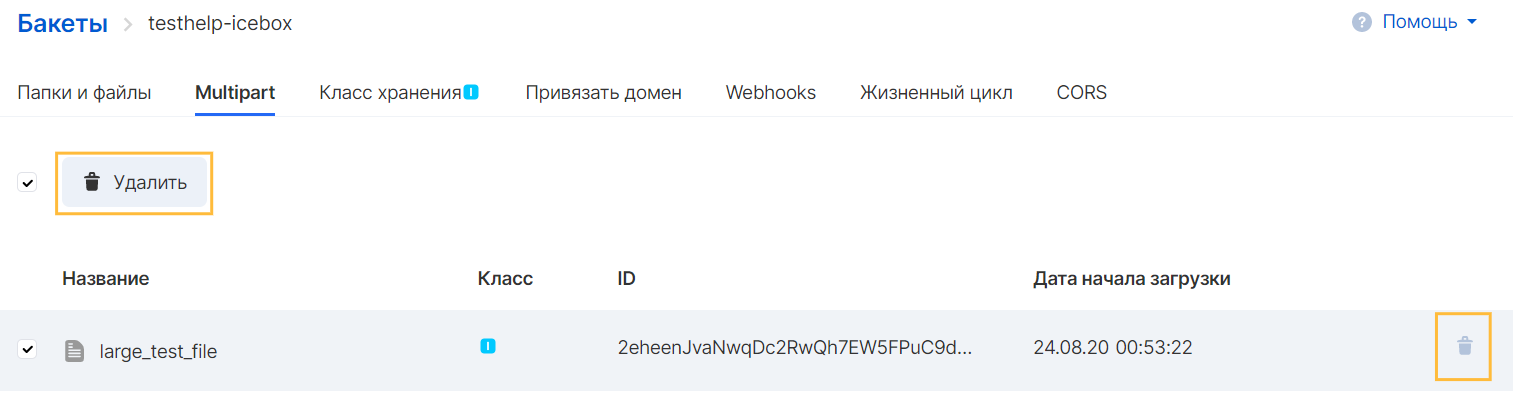 Бакеты > testhelp-icebox
? Помощь
Папки и файлы Multipart Класс хранения I Привязать домен Webhooks Жизненный цикл CORS
Удалить
Название Класс ID Дата начала загрузки
large_test_file I 2eheenJvaNwqDc2RwQh7EW5FPuC9d... 24.08.20 00:53:22